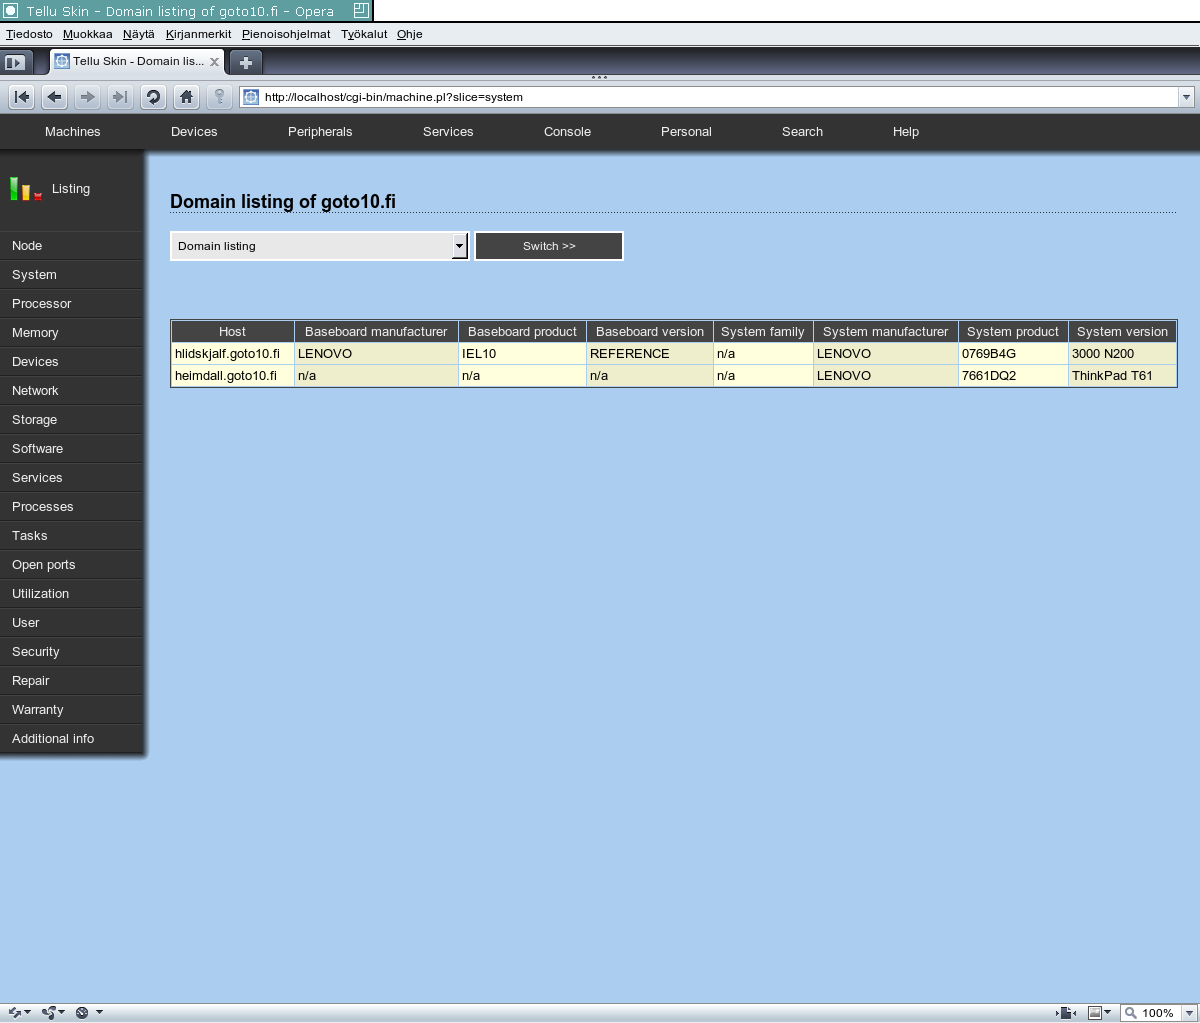 Tellu Skin - Domain listing of goto10.fi - Opera
Tiedosto Muokkaa Näytä Kirjanmerkit Pienoisohjelmat Työkalut Ohje
Tellu Skin - Domain lis...
http://localhost/cgi-bin/machine.pl?slice=system
Machines Devices Peripherals Services Console Personal Search Help
Listing
Node
System
Processor
Memory
Devices
Network
Storage
Software
Services
Processes
Tasks
Open ports
Utilization
User
Security
Repair
Warranty
Additional info
Domain listing of goto10.fi
Domain listing Switch >>
Host Baseboard manufacturer Baseboard product Baseboard version System family System manufacturer System product System version
hlidskjalf.goto10.fi LENOVO IEL10 REFERENCE n/a LENOVO 0769B4G 3000 N200
heimdall.goto10.fi n/a n/a n/a n/a LENOVO 7661DQ2 ThinkPad T61
100%